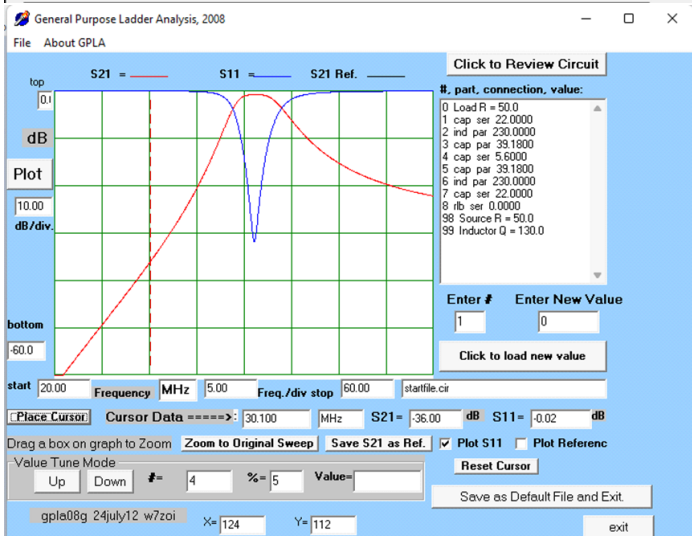 General Purpose Ladder Analysis, 2008
File About GPLA
Click to Review Circuit
S21 = S11 = S21 Ref.
top
#, part, connection, value:
0 Load R = 50.0
1 cap ser 22.0000
2 ind par 230.0000
3 cap par 39.1800
4 cap ser 5.6000
5 cap par 39.1800
6 ind par 230.0000
7 cap ser 22.0000
8 rlb ser 0.0000
98 Source R = 50.0
99 Inductor Q = 130.0
dB
Plot
10.00
dB/div.
Enter # Enter New Value
1 0
bottom
-60.0
Click to load new value
start 20.00 Frequency MHz 5.00 Freq./div stop 60.00 startfile.cir
Place Cursor Cursor Data =====>: 30.100 MHz S21= -36.00 dB S11= -0.02 dB
Drag a box on graph to Zoom Zoom to Original Sweep Save S21 as Ref. Plot S11 Plot Referenc
Value Tune Mode
Up Down #= 4 %= 5 Value=
Reset Cursor
Save as Default File and Exit.
gpla08g 24july12 w7zoi X= 124 Y= 112
exit